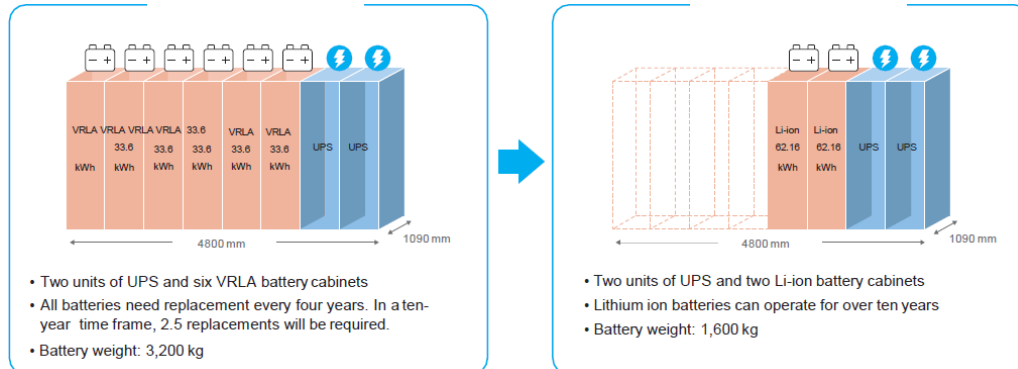 VRLA VRLA VRLA VRLA 33.6 VRLA VRLA
33.6 33.6 33.6 33.6 33.6
kWh kWh kWh kWh kWh kWh
UPS UPS
4800 mm
1090 mm
• Two units of UPS and six VRLA battery cabinets
• All batteries need replacement every four years. In a ten-
year time frame, 2.5 replacements will be required.
• Battery weight: 3,200 kg
Li-ion Li-ion
62.16 62.16
kWh kWh
UPS UPS
4800 mm
1090 mm
• Two units of UPS and two Li-ion battery cabinets
• Lithium ion batteries can operate for over ten years
• Battery weight: 1,600 kg